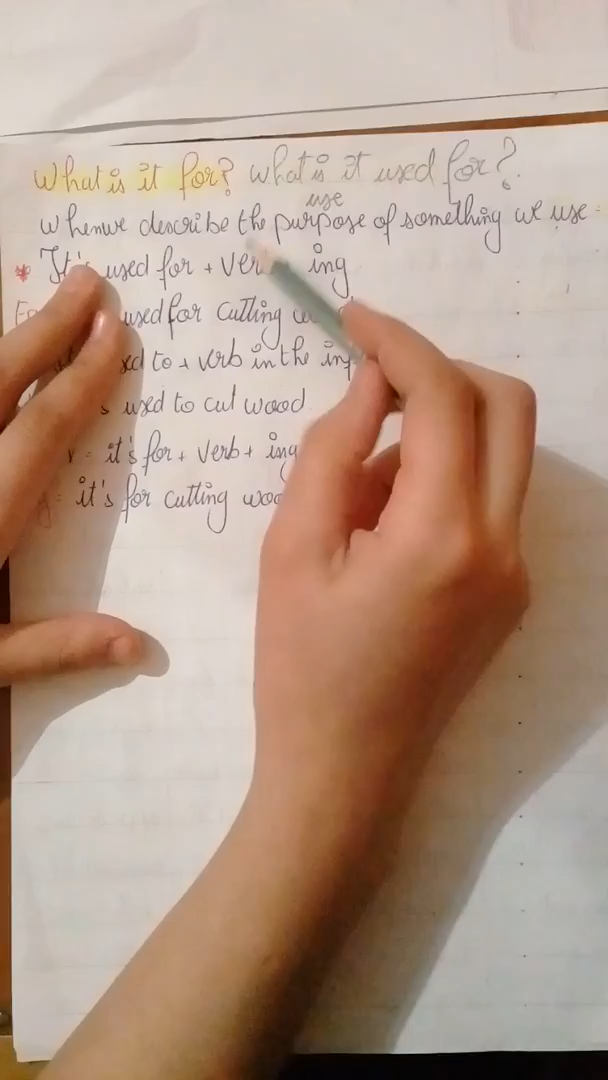 What is it for? What is it used for?
use
when we describe the purpose of something we use =
* It's used for + ver ing
used for cutting
to + verb in the inf
used to cut wood
= it's for + verb + ing
= it's for cutting